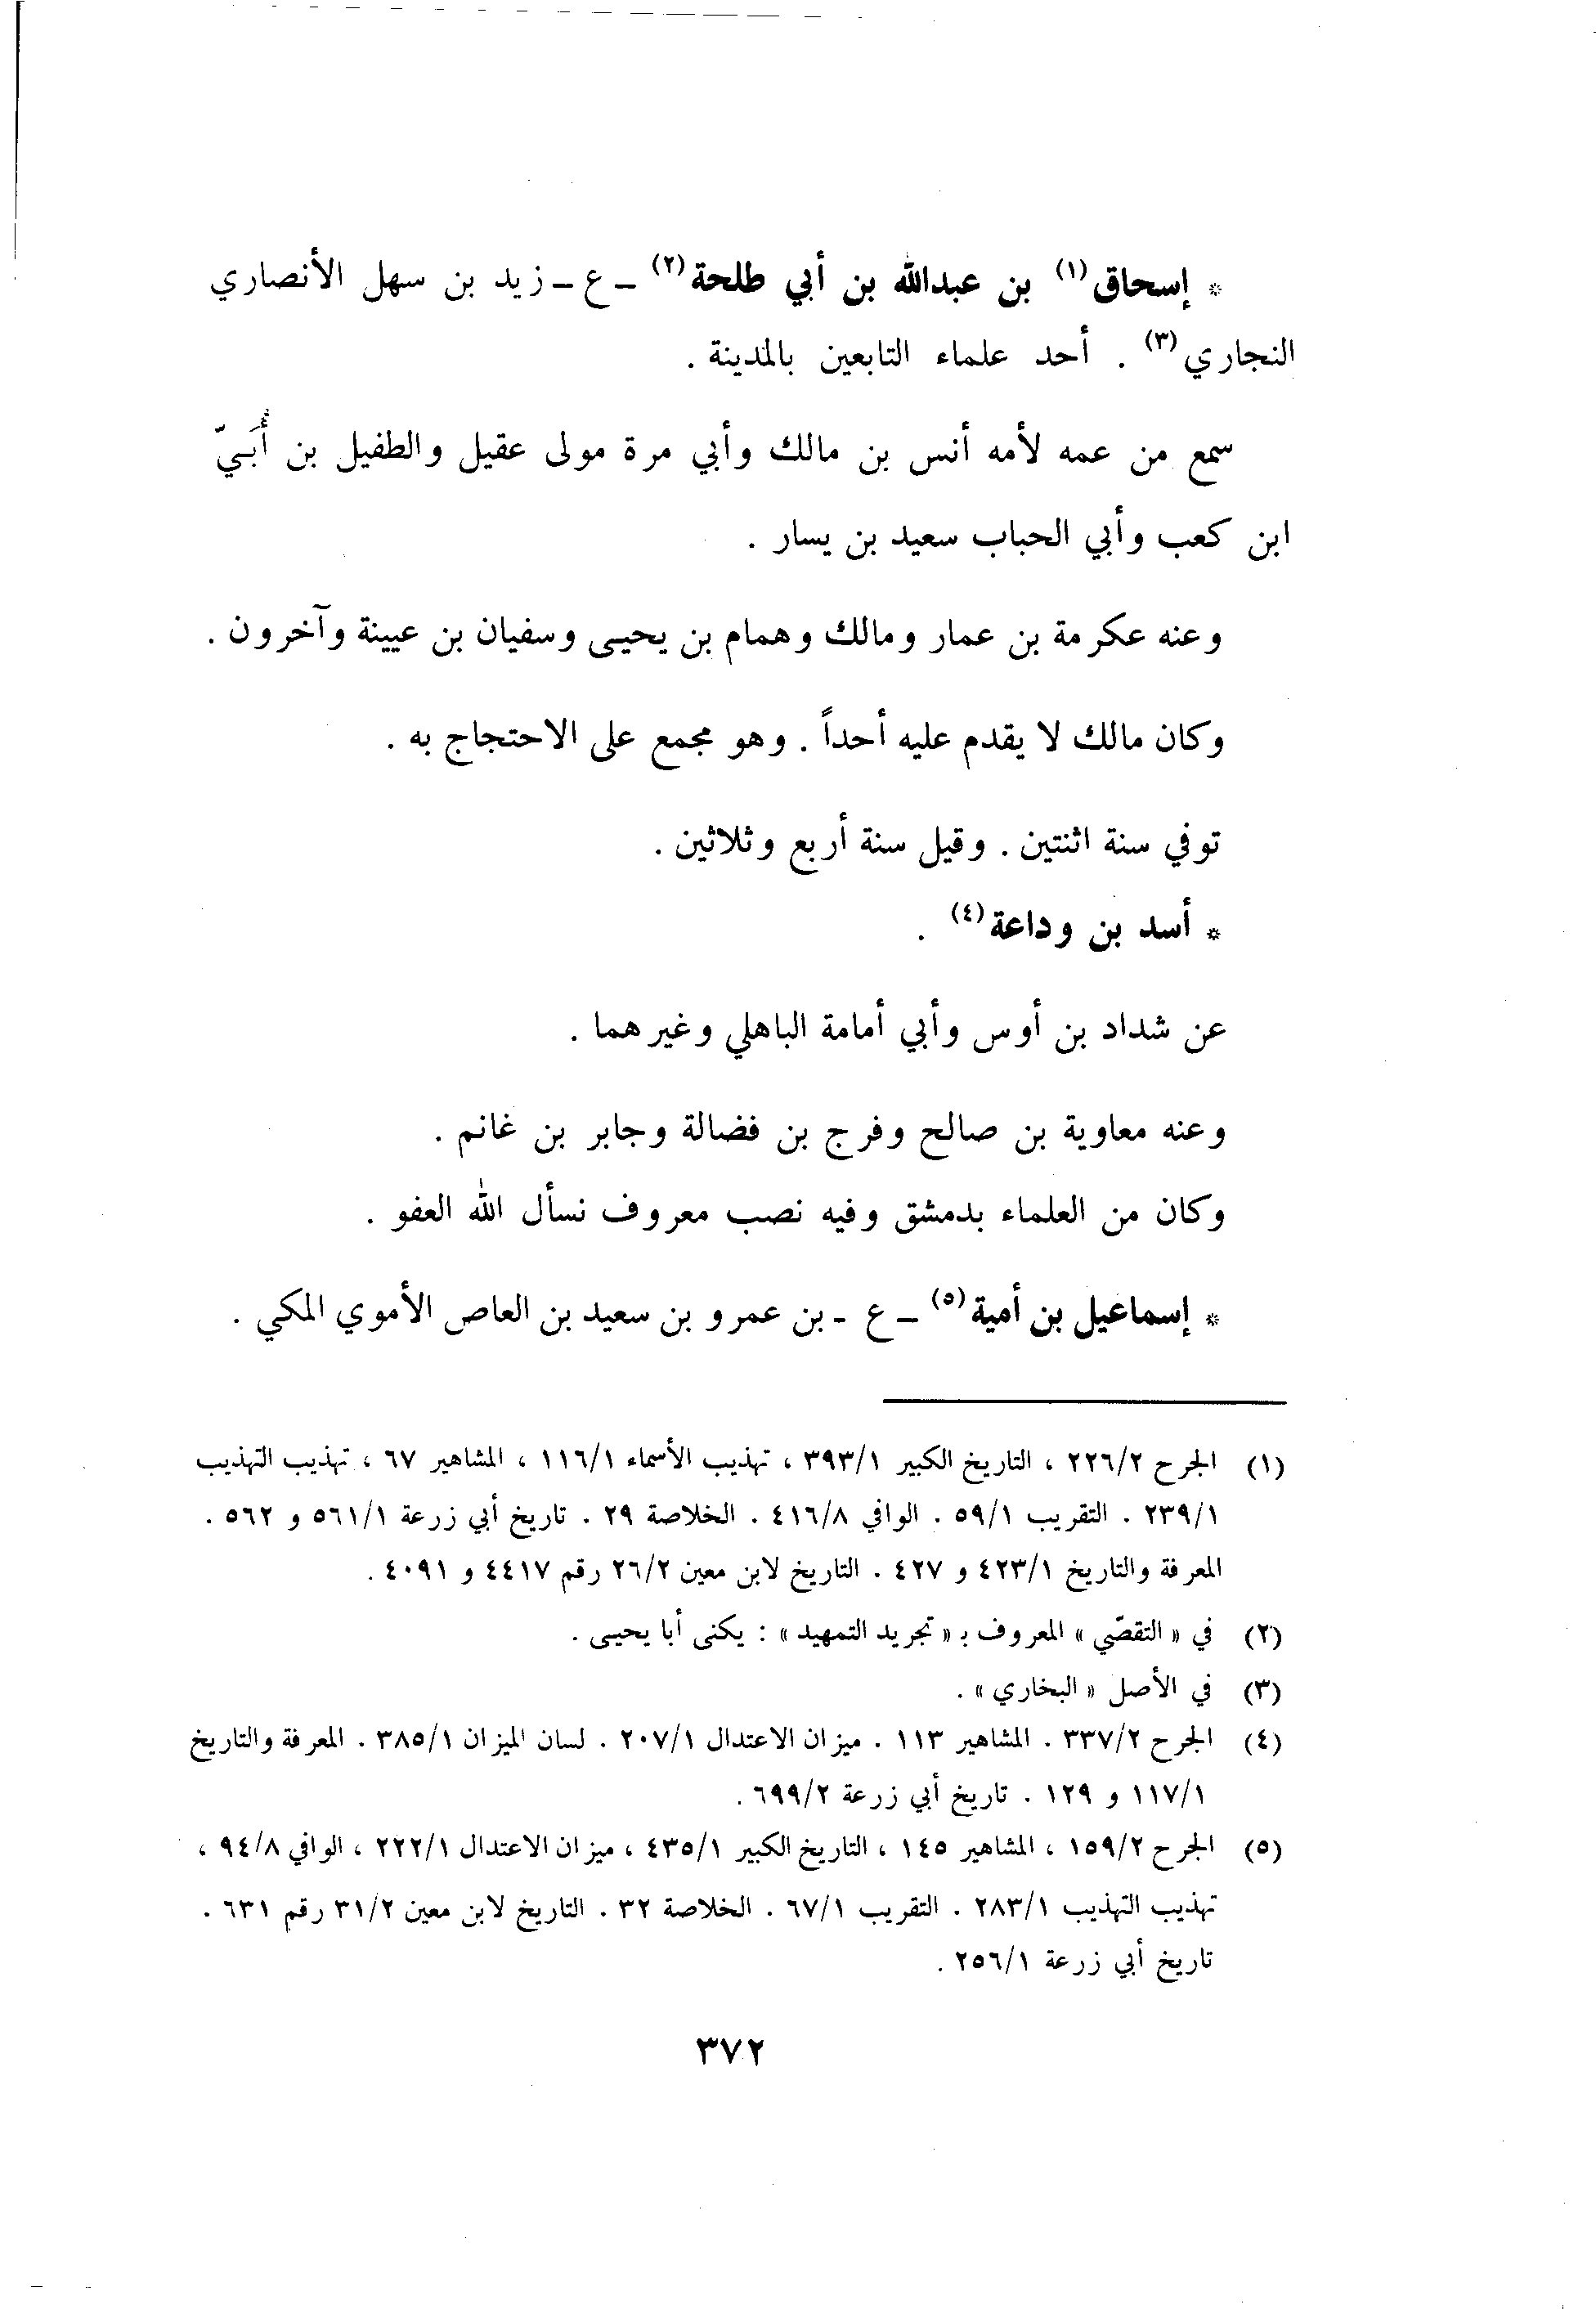 * إسحاق(١) بن عبدالله بن أبي طلحة(٢) ــ ع ــ زيد بن سهل الأنصاري
النجاري(٣) . أحد علماء التابعين بالمدينة .
سمع من عمه لأمه أنس بن مالك وأبي مرة مولى عقيل والطفيل بن أُبَيّ
ابن كعب وأبي الحباب سعيد بن يسار .
وعنه عكرمة بن عمار ومالك وهمام بن يحيى وسفيان بن عيينة وآخرون .
وكان مالك لا يقدم عليه أحداً . وهو مجمع على الاحتجاج به .
توفي سنة اثنتين . وقيل سنة أربع وثلاثين .
* أسد بن وداعة(٤) .
عن شداد بن أوس وأبي أمامة الباهلي وغيرهما .
وعنه معاوية بن صالح وفرج بن فضالة وجابر بن غانم .
وكان من العلماء بدمشق وفيه نصب معروف نسأل الله العفو .
* إسماعيل بن أمية(٥) ــ ع ــ بن عمرو بن سعيد بن العاص الأموي المكي .
(١) الجرح ٢٢٦/٢ ، التاريخ الكبير ٣٩٣/١ ، تهذيب الأسماء ١١٦/١ ، المشاهير ٦٧ ، تهذيب التهذيب
٢٣٩/١ . التقريب ٥٩/١ . الوافي ٤١٦/٨ . الخلاصة ٢٩ . تاريخ أبي زرعة ٥٦١/١ و ٥٦٢ .
المعرفة والتاريخ ٤٢٣/١ و ٤٢٧ . التاريخ لابن معين ٢٦/٢ رقم ٤٤١٧ و ٤٠٩١ .
(٢) في « التقصّي » المعروف بـ « تجريد التمهيد » : يكنى أبا يحيى .
(٣) في الأصل « البخاري » .
(٤) الجرح ٣٣٧/٢ . المشاهير ١١٣ . ميزان الاعتدال ٢٠٧/١ . لسان الميزان ٣٨٥/١ . المعرفة والتاريخ
١١٧/١ و ١٢٩ . تاريخ أبي زرعة ٦٩٩/٢ .
(٥) الجرح ١٥٩/٢ ، المشاهير ١٤٥ ، التاريخ الكبير ٤٣٥/١ ، ميزان الاعتدال ٢٢٢/١ ، الوافي ٩٤/٨ ،
تهذيب التهذيب ٢٨٣/١ . التقريب ٦٧/١ . الخلاصة ٣٢ . التاريخ لابن معين ٣١/٢ رقم ٦٣١ .
تاريخ أبي زرعة ٢٥٦/١ .
٣٧٢